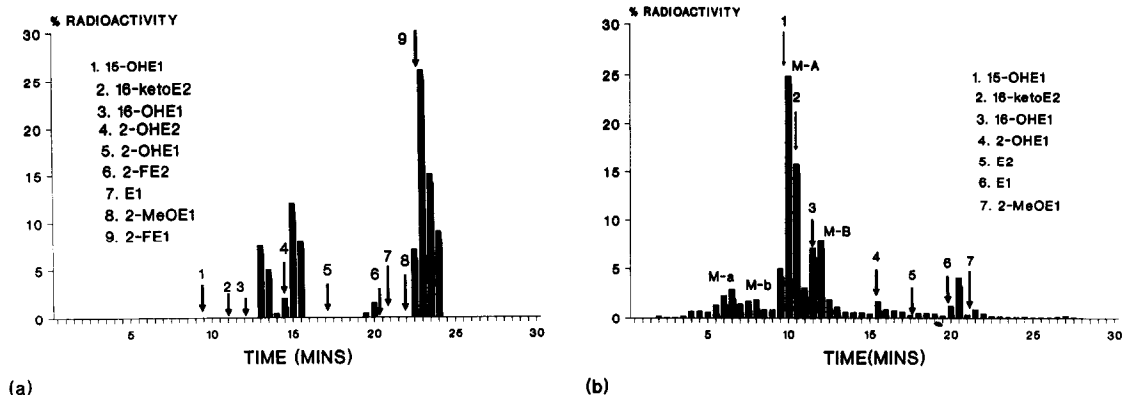 % RADIOACTIVITY
30
25
20
15
10
5
0
1. 15-OHE1
2. 16-ketoE2
3. 16-OHE1
4. 2-OHE2
5. 2-OHE1
6. 2-FE2
7. E1
8. 2-MeOE1
9. 2-FE1
1
2
3
4
5
6
7
8
9
5
10
15
20
25
30
TIME (MINS)
(a)
% RADIOACTIVITY
30
25
20
15
10
5
0
1
M-A
2
3
M-B
M-a
M-b
4
5
6
7
1. 15-OHE1
2. 16-ketoE2
3. 16-OHE1
4. 2-OHE1
5. E2
6. E1
7. 2-MeOE1
5
10
15
20
25
30
TIME(MINS)
(b)